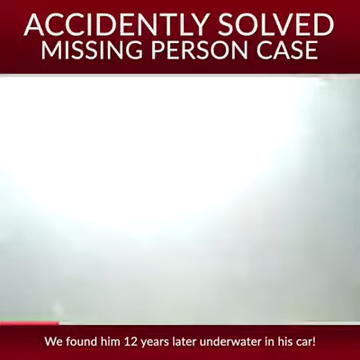 ACCIDENTLY SOLVED
MISSING PERSON CASE
We found him 12 years later underwater in his car!